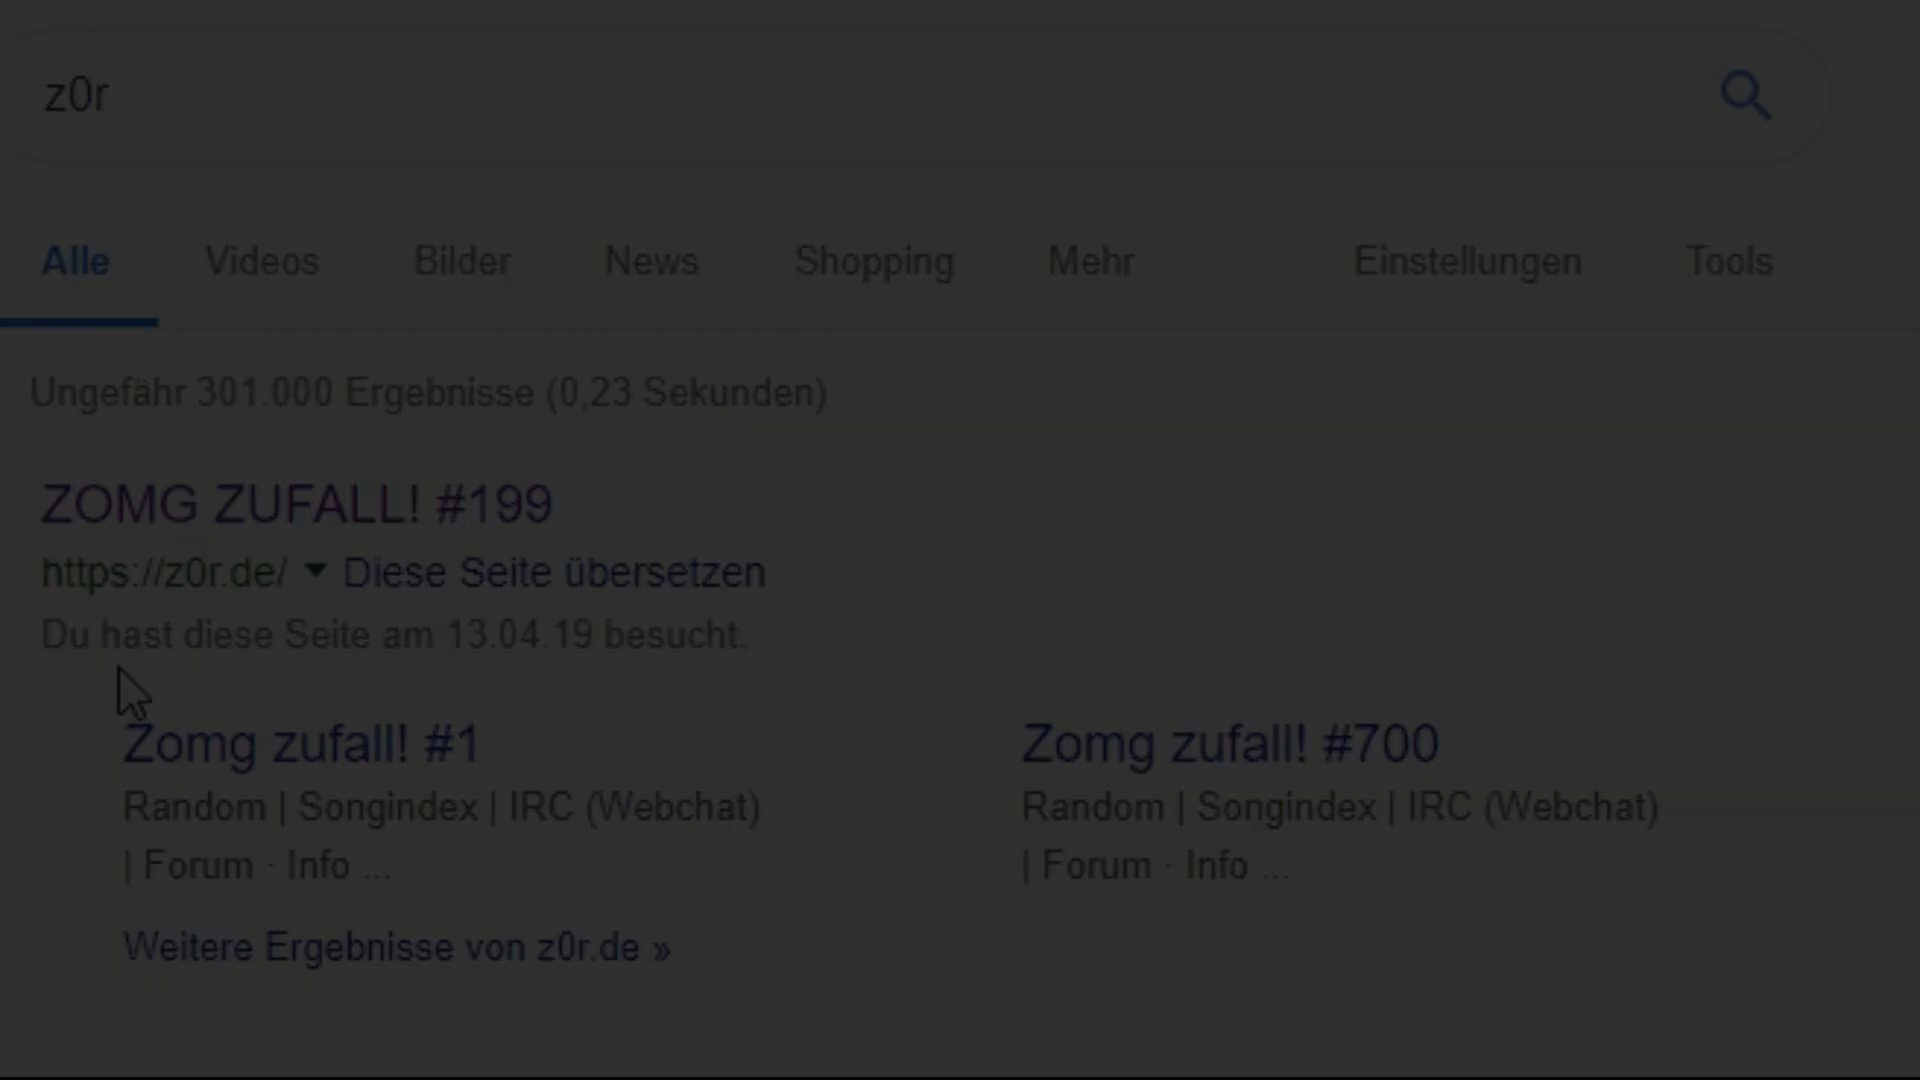 z0r
Alle Videos Bilder News Shopping Mehr Einstellungen Tools
Ungefähr 301.000 Ergebnisse (0,23 Sekunden)
ZOMG ZUFALL! #199
https://z0r.de/ ▼ Diese Seite übersetzen
Du hast diese Seite am 13.04.19 besucht.
Zomg zufall! #1
Random | Songindex | IRC (Webchat)
| Forum · Info ...
Zomg zufall! #700
Random | Songindex | IRC (Webchat)
| Forum · Info ...
Weitere Ergebnisse von z0r.de »